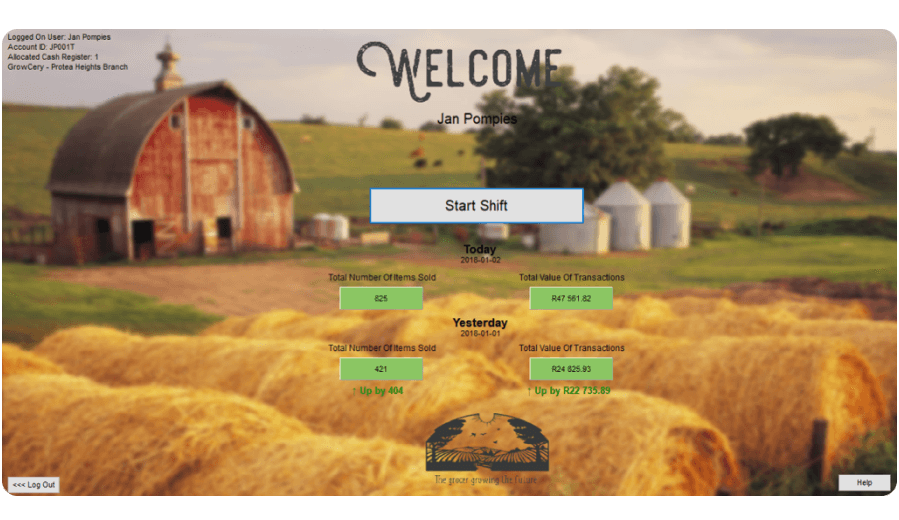 Logged On User: Jan Pompies
Account ID: JP001T
Allocated Cash Register: 1
GrowCery - Protea Heights Branch
WELCOME
Jan Pompies
Start Shift
Today
2018-01-02
Total Number Of Items Sold
Total Value Of Transactions
825
R47 561.82
Yesterday
2018-01-01
Total Number Of Items Sold
Total Value Of Transactions
421
R24 825.93
↑ Up by 404
↑ Up by R22 735.89
The grocer growing the future
<<< Log Out
Help